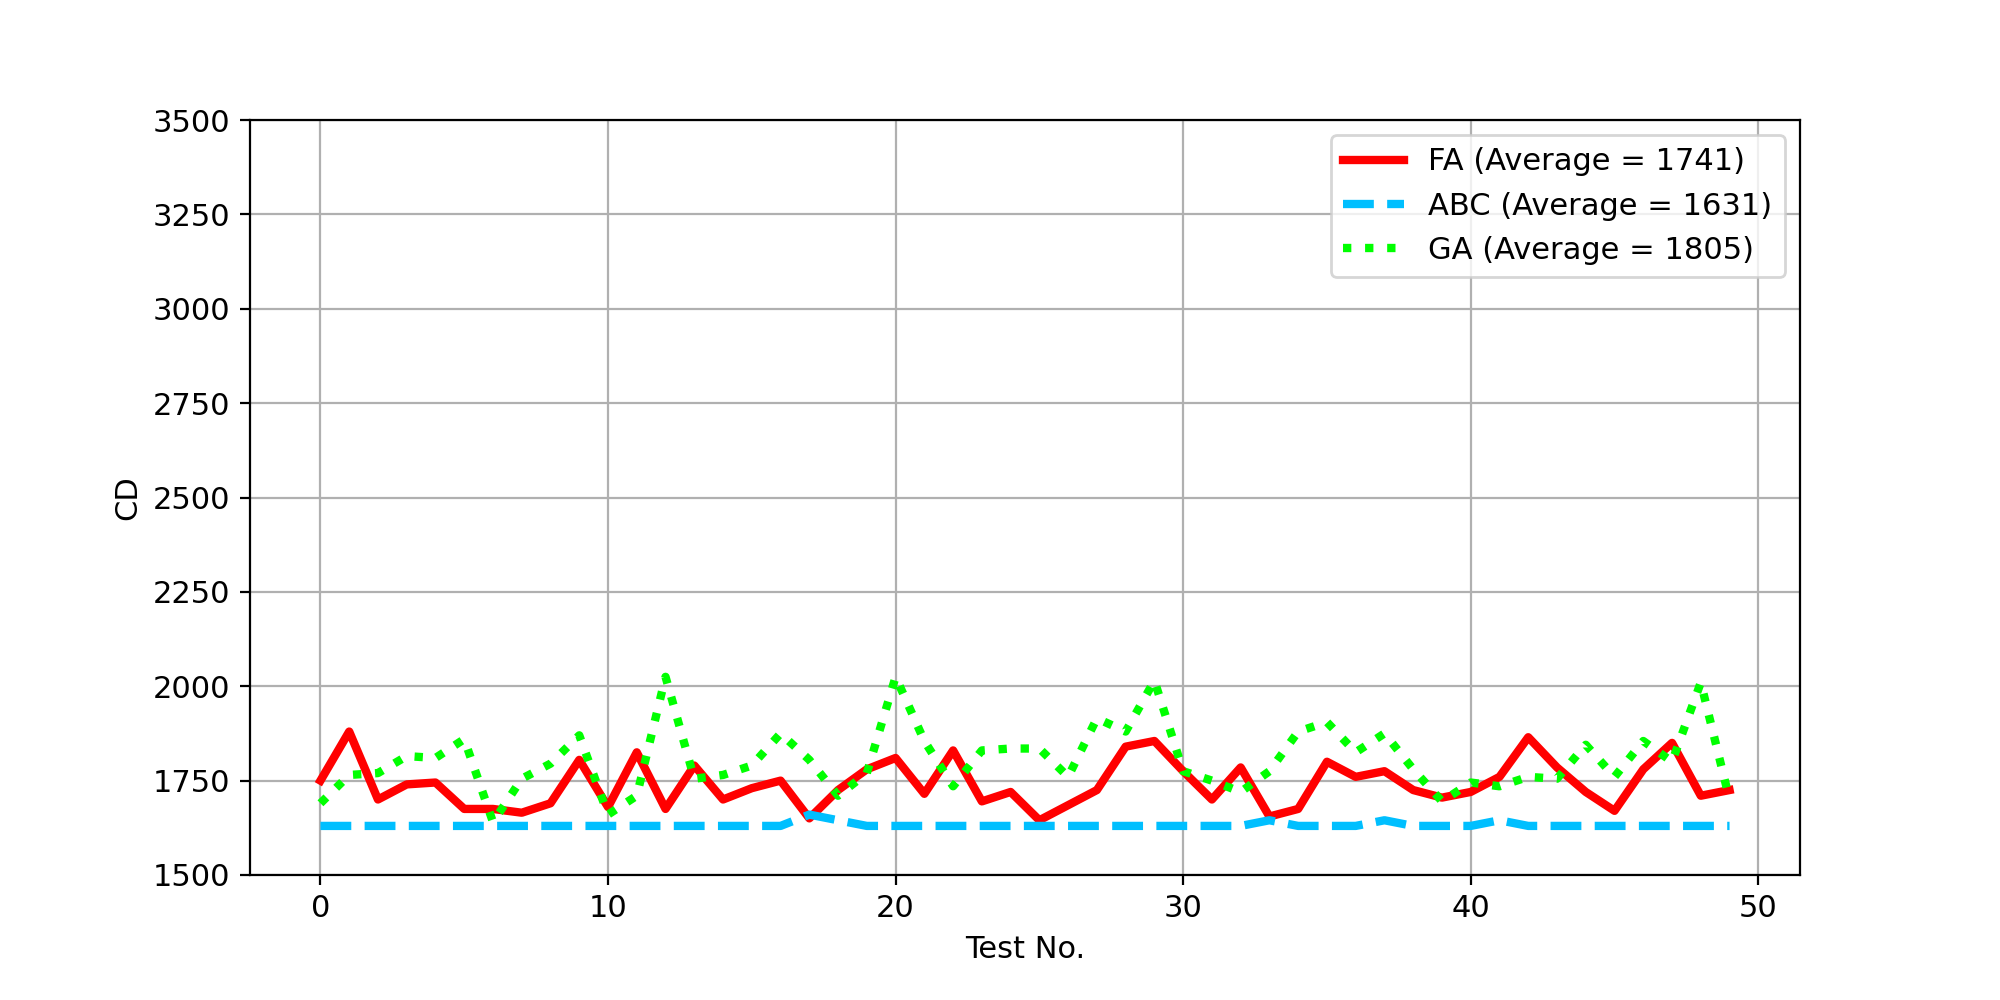 3500
3250
3000
2750
2500
2250
2000
1750
1500
CD
FA (Average = 1741)
ABC (Average = 1631)
GA (Average = 1805)
0 10 20 30 40 50
Test No.